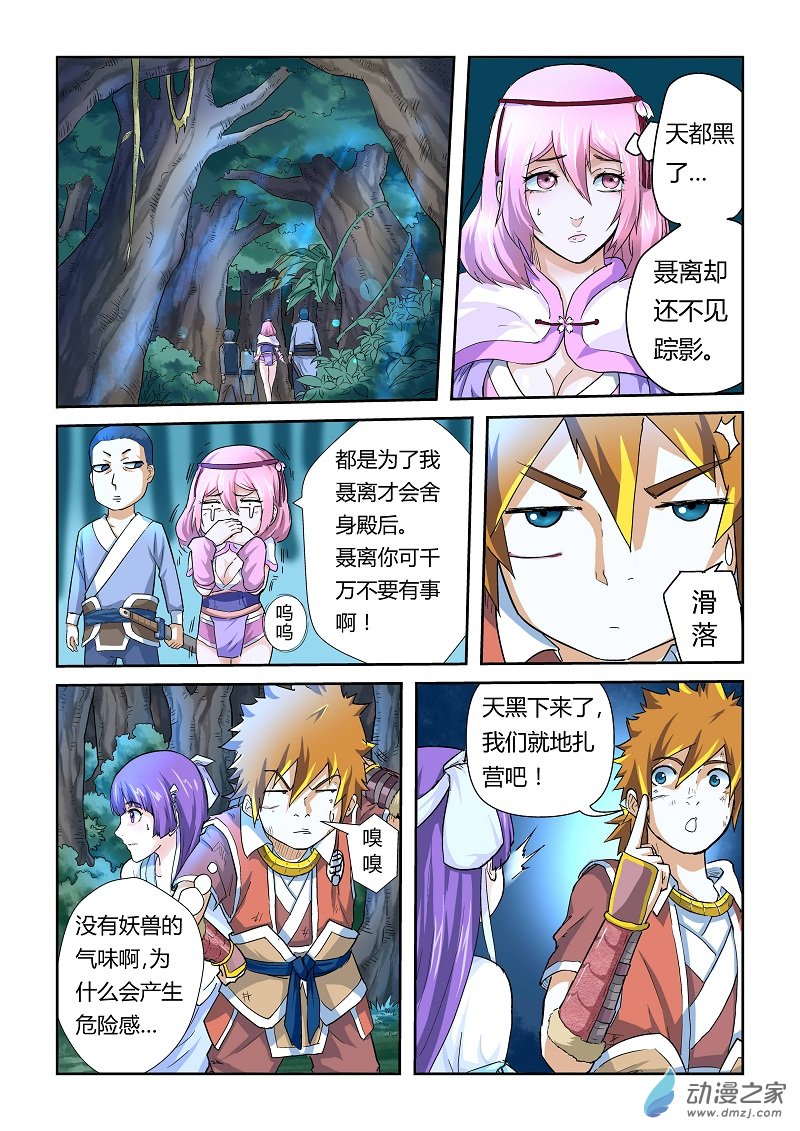 天都黑
了…
聂离却
还不见
踪影。
都是为了我
聂离才会舍
身殿后。
聂离你可千
万不要有事
啊！
呜
呜
滑
落
嗅
嗅
没有妖兽的
气味啊,为
什么会产生
危险感…
天黑下来了,
我们就地扎
营吧！
动漫之家
www.dmzj.com